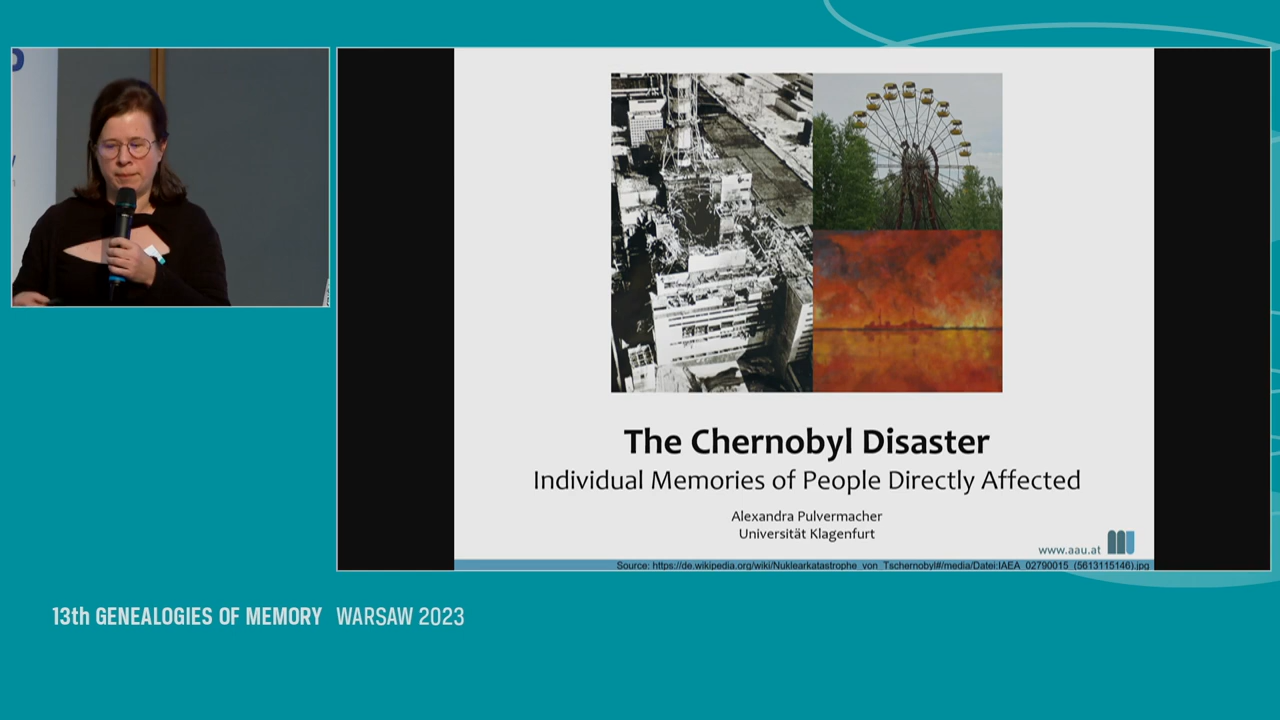 The Chernobyl Disaster
Individual Memories of People Directly Affected
Alexandra Pulvermacher
Universität Klagenfurt
www.aau.at
Source: https://de.wikipedia.org/wiki/Nuklearkatastrophe_von_Tschernobyl#/media/Datei:IAEA_02790015_(5613115146).jpg
13th GENEALOGIES OF MEMORY WARSAW 2023